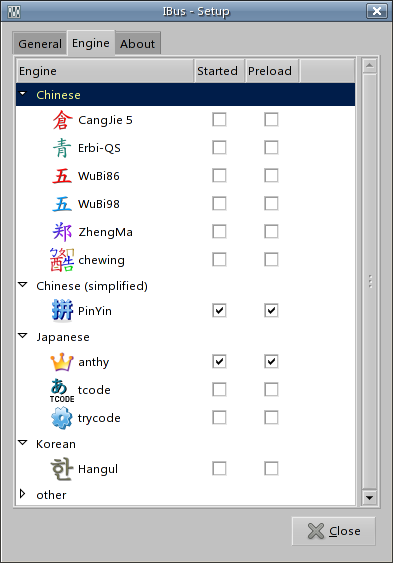 IBus - Setup
General Engine About
Engine Started Preload
Chinese
倉 CangJie 5
青 Erbi-QS
五 WuBi86
五 WuBi98
郑 ZhengMa
chewing
Chinese (simplified)
拼 PinYin
Japanese
anthy
あ TCODE tcode
trycode
Korean
한 Hangul
other
Close